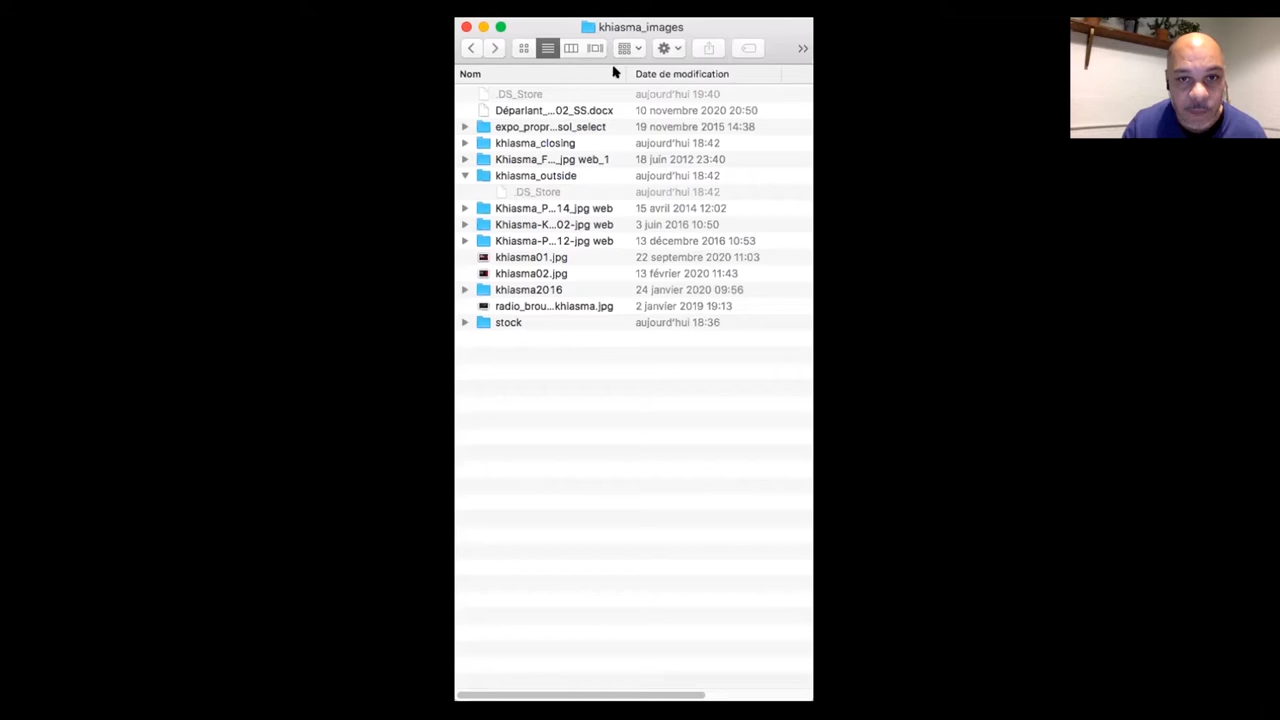 khiasma_images
Nom Date de modification
.DS_Store aujourd'hui 19:40
Déparlant_...02_SS.docx 10 novembre 2020 20:50
expo_propr...sol_select 19 novembre 2015 14:38
khiasma_closing aujourd'hui 18:42
Khiasma_F..._jpg web_1 18 juin 2012 23:40
khiasma_outside aujourd'hui 18:42
.DS_Store aujourd'hui 18:42
Khiasma_P...14_jpg web 15 avril 2014 12:02
Khiasma-K...02-jpg web 3 juin 2016 10:50
Khiasma-P...12-jpg web 13 décembre 2016 10:53
khiasma01.jpg 22 septembre 2020 11:03
khiasma02.jpg 13 février 2020 11:43
khiasma2016 24 janvier 2020 09:56
radio_brou...khiasma.jpg 2 janvier 2019 19:13
stock aujourd'hui 18:36